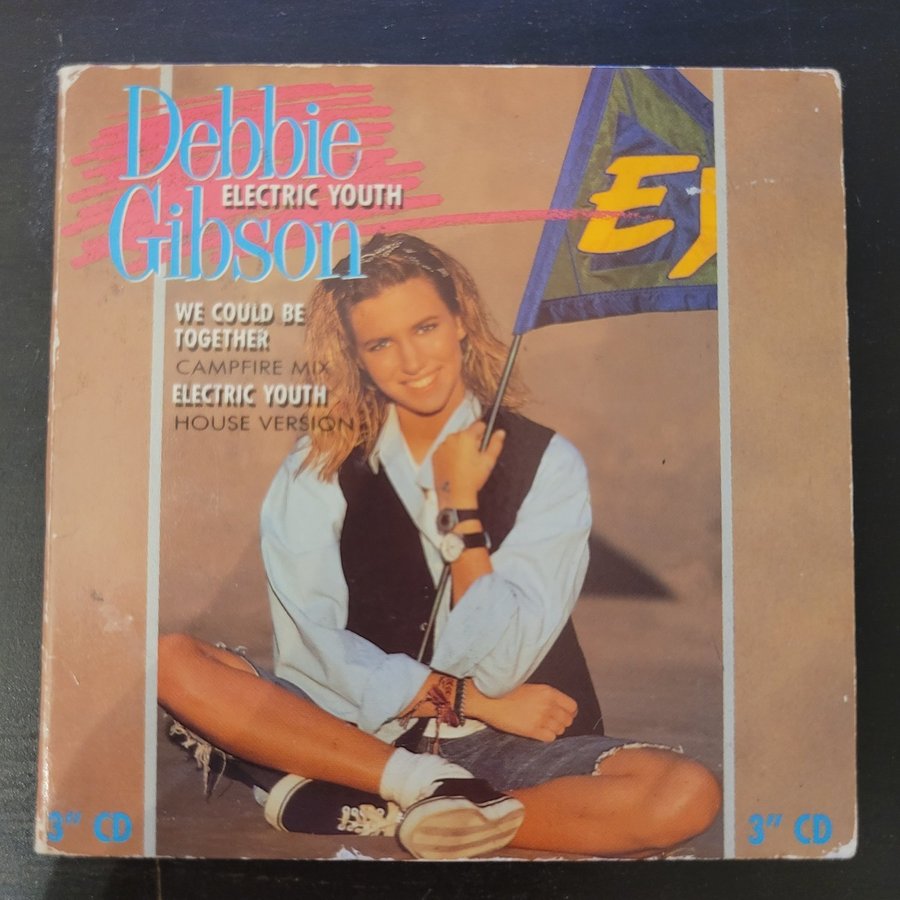 Debbie
ELECTRIC YOUTH
Gibson
WE COULD BE
TOGETHER
CAMPFIRE MIX
ELECTRIC YOUTH
HOUSE VERSION
EY
3" CD
3" CD